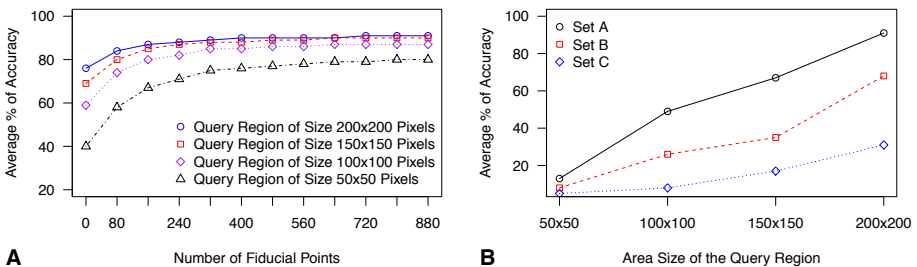 100
80
60
40
20
Average % of Accuracy
Query Region of Size 200x200 Pixels
Query Region of Size 150x150 Pixels
Query Region of Size 100x100 Pixels
Query Region of Size 50x50 Pixels
0 80 240 400 560 720 880
Number of Fiducial Points
A
100
80
60
40
20
Average % of Accuracy
Set A
Set B
Set C
50x50 100x100 150x150 200x200
Area Size of the Query Region
B